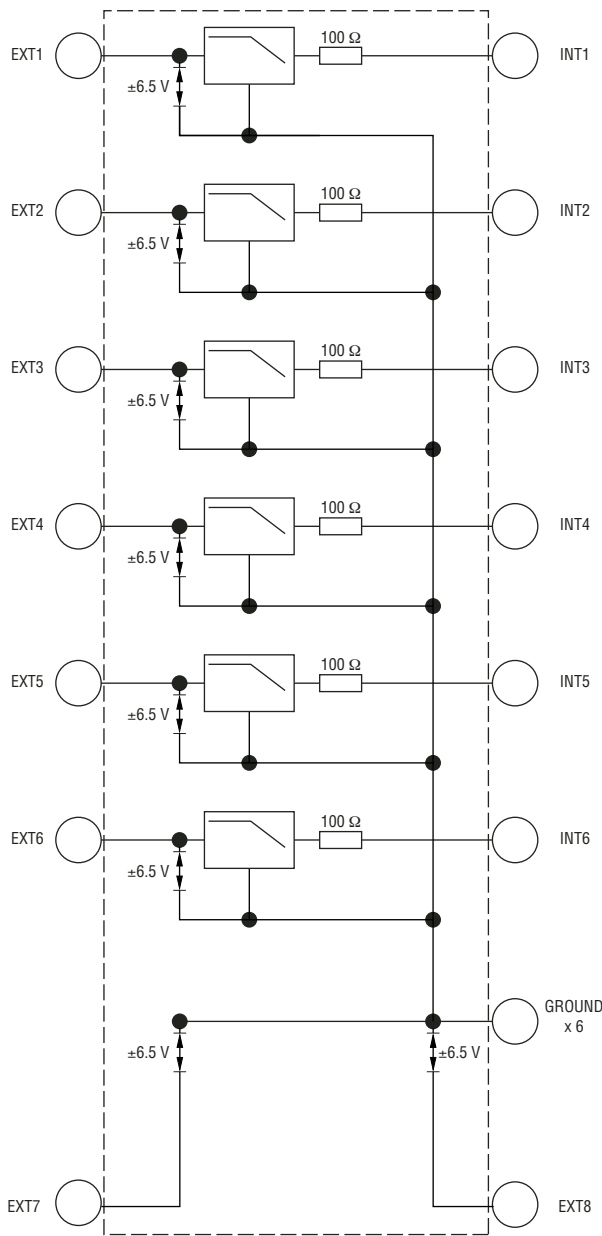 EXT1
100 Ω
INT1
±6.5 V
EXT2
100 Ω
INT2
±6.5 V
EXT3
100 Ω
INT3
±6.5 V
EXT4
100 Ω
INT4
±6.5 V
EXT5
100 Ω
INT5
±6.5 V
EXT6
100 Ω
INT6
±6.5 V
GROUND
x 6
±6.5 V
±6.5 V
EXT7
EXT8